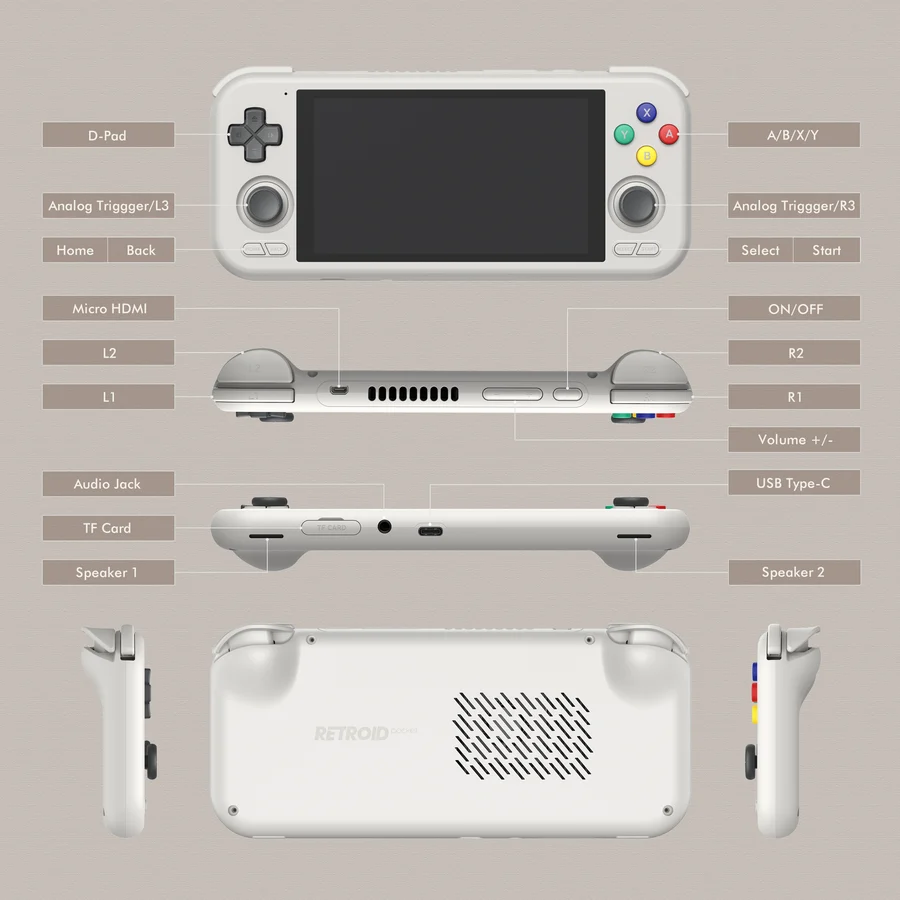 D-Pad
A/B/X/Y
X
Y
A
B
Analog Triggger/L3
Analog Triggger/R3
Home
Back
Select
Start
Micro HDMI
ON/OFF
L2
R2
L1
R1
Volume +/-
Audio Jack
USB Type-C
TF Card
TF CARD
Speaker 1
Speaker 2
RETROID